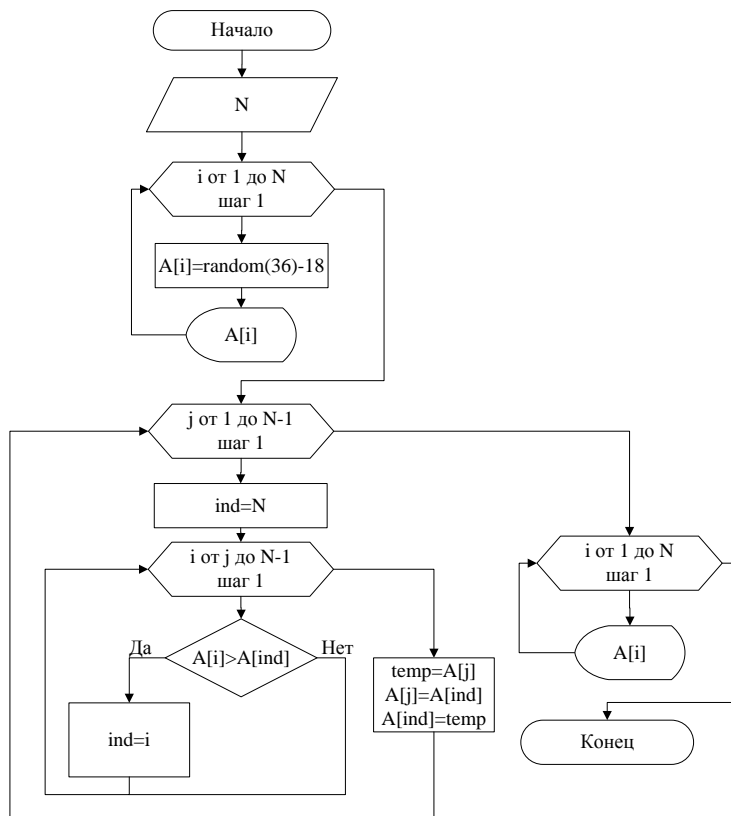 Начало
N
i от 1 до N
шаг 1
A[i]=random(36)-18
A[i]
j от 1 до N-1
шаг 1
ind=N
i от j до N-1
шаг 1
Да
A[i]>A[ind]
Нет
ind=i
temp=A[j]
A[j]=A[ind]
A[ind]=temp
i от 1 до N
шаг 1
A[i]
Конец